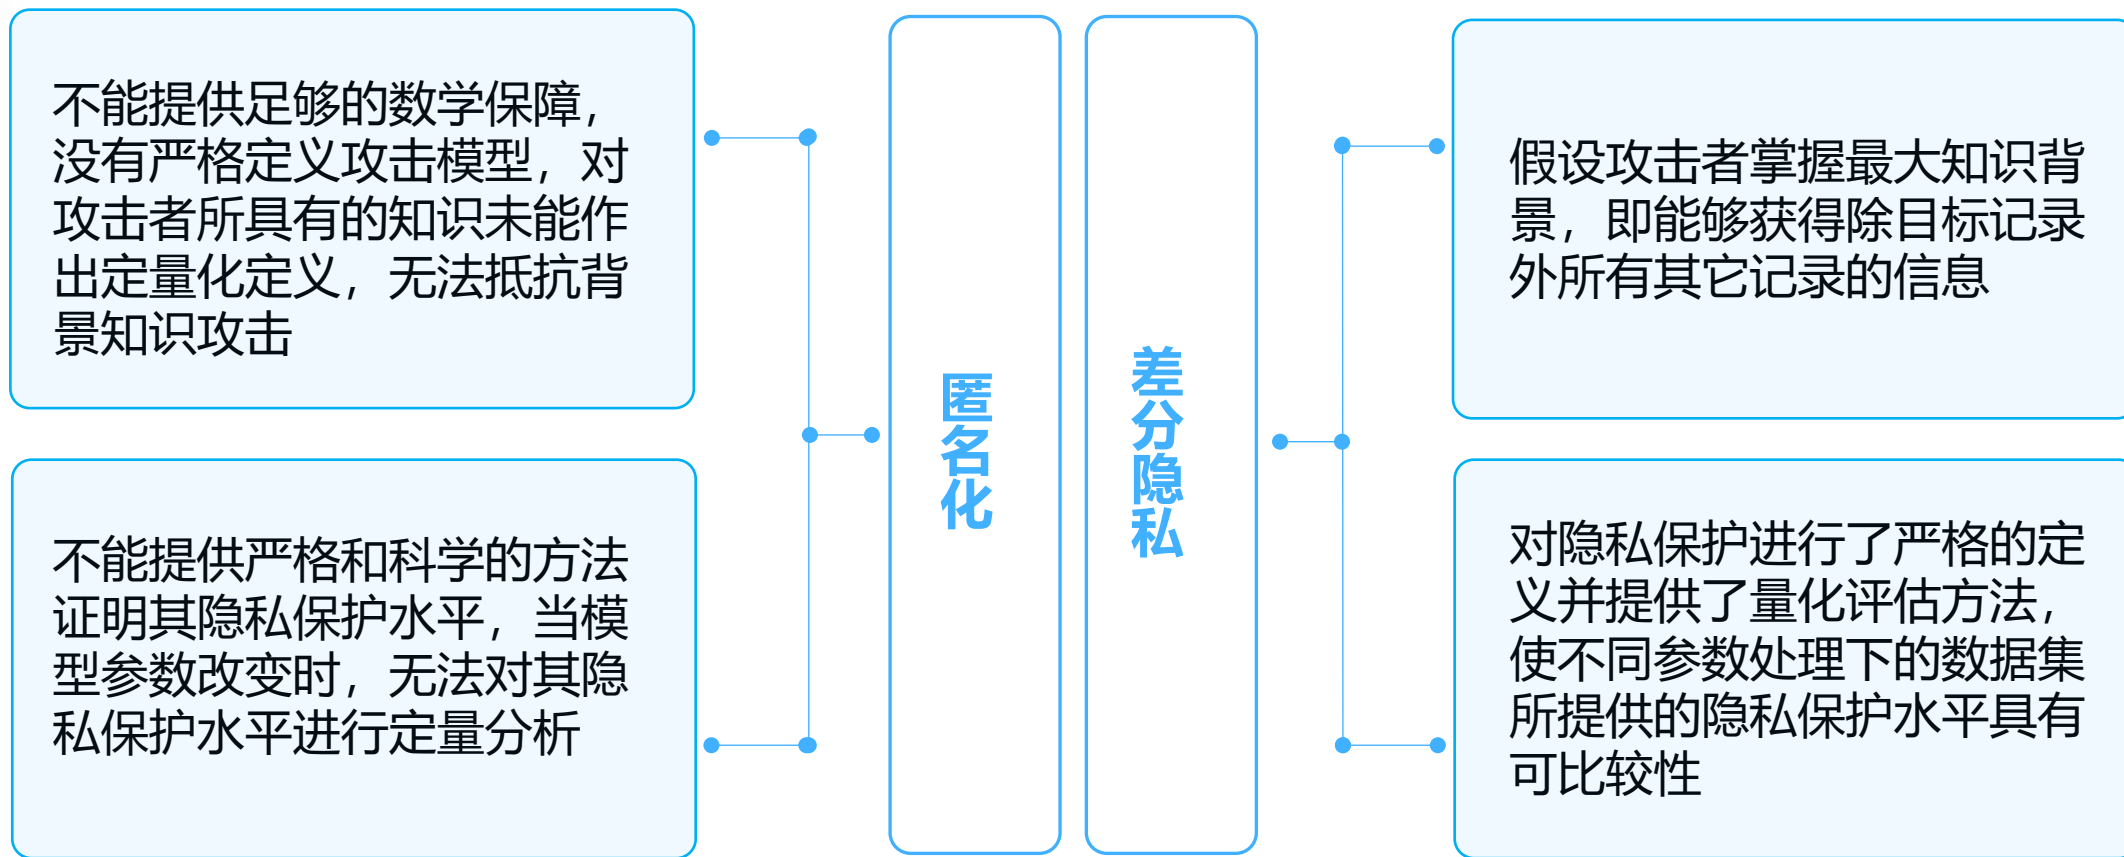 不能提供足够的数学保障，
没有严格定义攻击模型，对
攻击者所具有的知识未能作
出定量化定义，无法抵抗背
景知识攻击
不能提供严格和科学的方法
证明其隐私保护水平，当模
型参数改变时，无法对其隐
私保护水平进行定量分析
匿名化
差分隐私
假设攻击者掌握最大知识背
景，即能够获得除目标记录
外所有其它记录的信息
对隐私保护进行了严格的定
义并提供了量化评估方法，
使不同参数处理下的数据集
所提供的隐私保护水平具有
可比较性